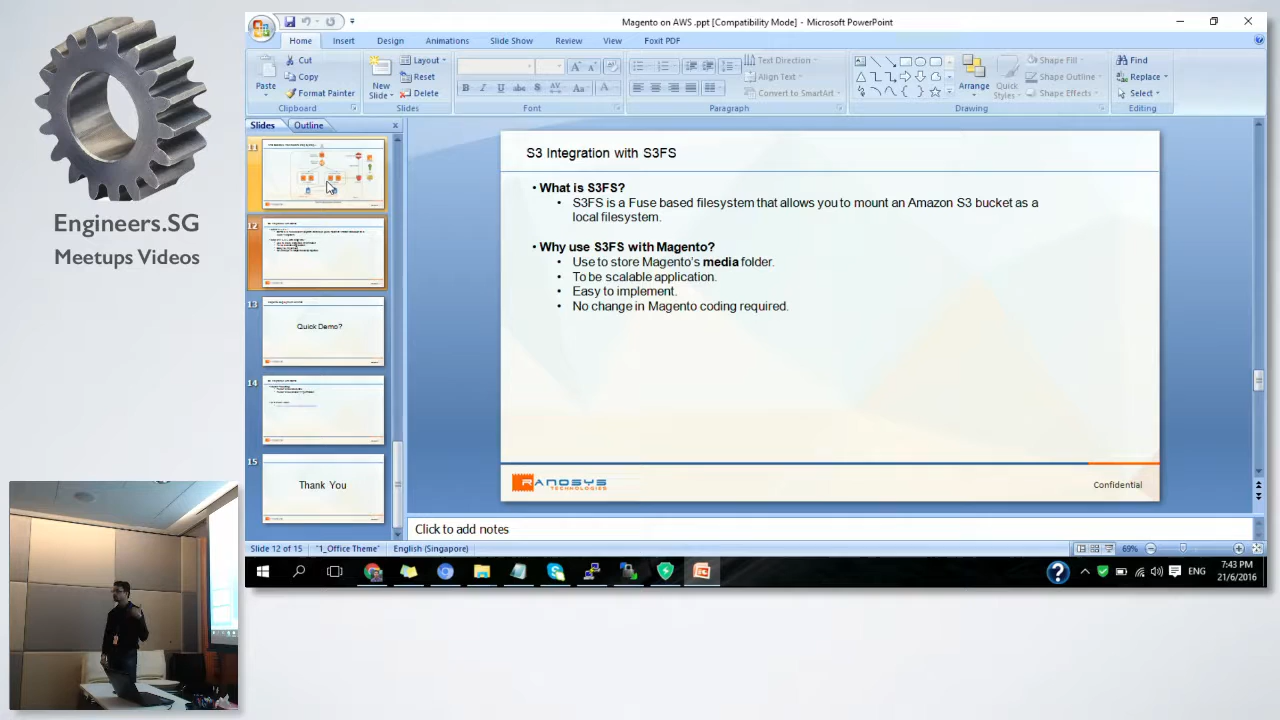 Engineers.SG
Meetups Videos
Magento on AWS .ppt [Compatibility Mode] - Microsoft PowerPoint
Home Insert Design Animations Slide Show Review View Foxit PDF
Paste
Cut
Copy
Format Painter
Clipboard
New
Slide
Layout
Reset
Delete
Slides
Font
Text Direction
Align Text
Convert to SmartArt
Paragraph
Arrange
Quick
Styles
Shape Fill
Shape Outline
Shape Effects
Drawing
Find
Replace
Select
Editing
Slides Outline
11
12
13
Quick Demo?
14
15
Thank You
S3 Integration with S3FS
• What is S3FS?
• S3FS is a Fuse based file system that allows you to mount an Amazon S3 bucket as a
local filesystem.
• Why use S3FS with Magento?
• Use to store Magento's media folder.
• To be scalable application.
• Easy to implement.
• No change in Magento coding required.
RANOSYS
TECHNOLOGIES
Confidential
Click to add notes
Slide 12 of 15 "1_Office Theme" English (Singapore) 69%
ENG
7:43 PM
21/6/2016